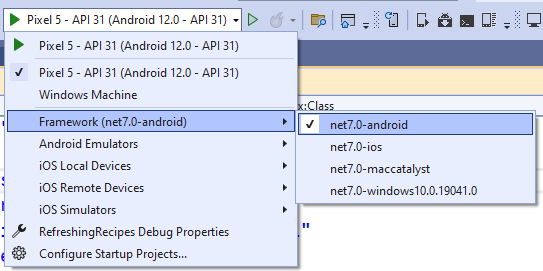 Pixel 5 - API 31 (Android 12.0 - API 31)
Pixel 5 - API 31 (Android 12.0 - API 31)
Pixel 5 - API 31 (Android 12.0 - API 31)
Windows Machine
x:Class
Framework (net7.0-android)
net7.0-android
Android Emulators
net7.0-ios
iOS Local Devices
net7.0-maccatalyst
iOS Remote Devices
net7.0-windows10.0.19041.0
iOS Simulators
RefreshingRecipes Debug Properties
Configure Startup Projects...